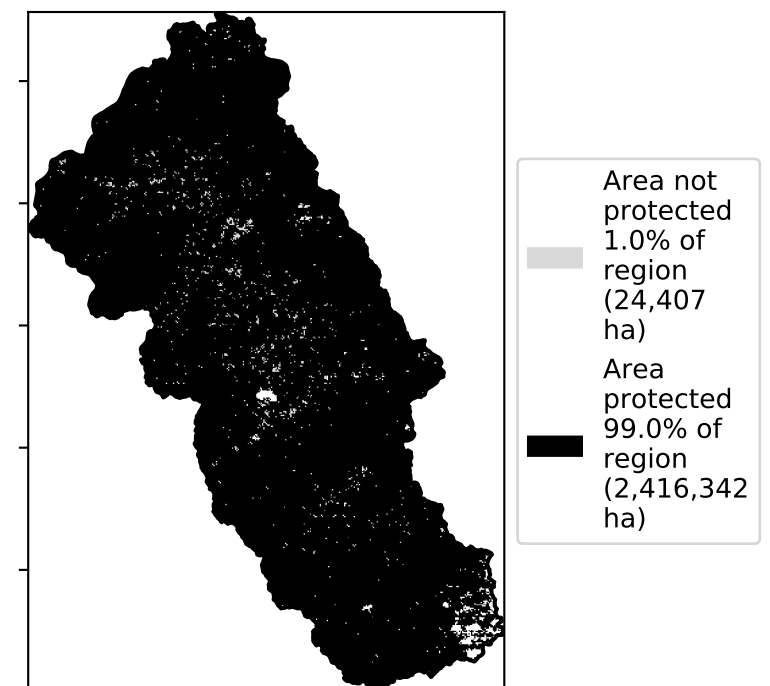 Area not
protected
1.0% of
region
(24,407
ha)
Area
protected
99.0% of
region
(2,416,342
ha)